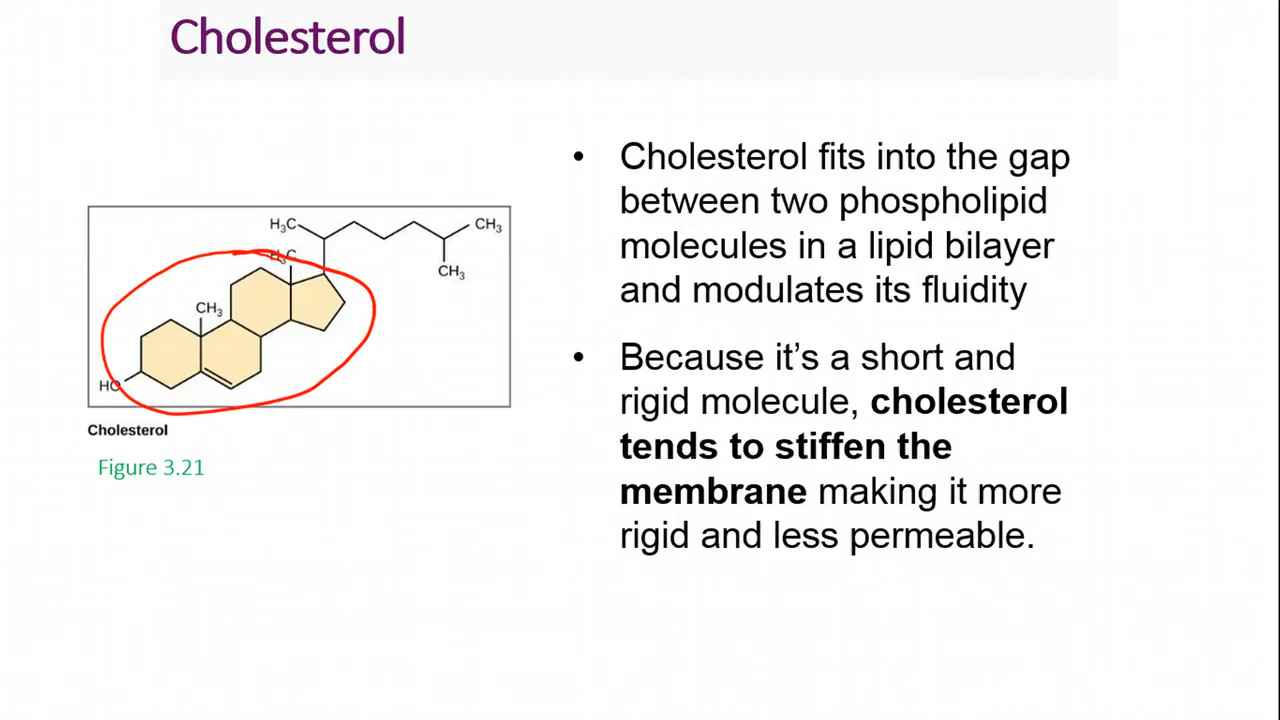 Cholesterol
H₃C
CH₃
H₃C
CH₃
CH₃
HO
Cholesterol
Figure 3.21
• Cholesterol fits into the gap
between two phospholipid
molecules in a lipid bilayer
and modulates its fluidity
• Because it’s a short and
rigid molecule, cholesterol
tends to stiffen the
membrane making it more
rigid and less permeable.